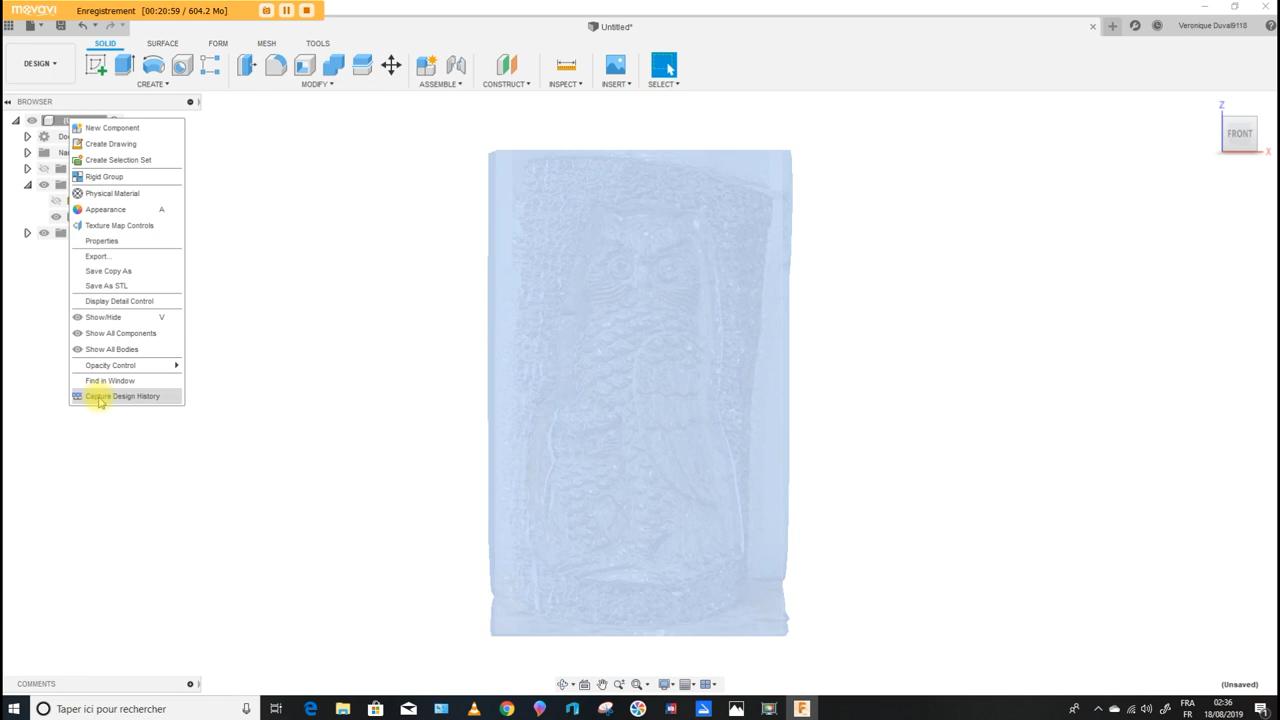 movavi Enregistrement [00:20:59 / 604.2 Mo]
Untitled*
Veronique Duval9118
DESIGN
SOLID SURFACE FORM MESH TOOLS
CREATE MODIFY ASSEMBLE CONSTRUCT INSPECT INSERT SELECT
BROWSER
New Component
Create Drawing
Create Selection Set
Rigid Group
Physical Material
Appearance A
Texture Map Controls
Properties
Export...
Save Copy As
Save As STL
Display Detail Control
Show/Hide V
Show All Components
Show All Bodies
Opacity Control
Find in Window
Capture Design History
Z
FRONT
X
COMMENTS
(Unsaved)
Taper ici pour rechercher
FRA
FR
02:36
18/08/2019
1